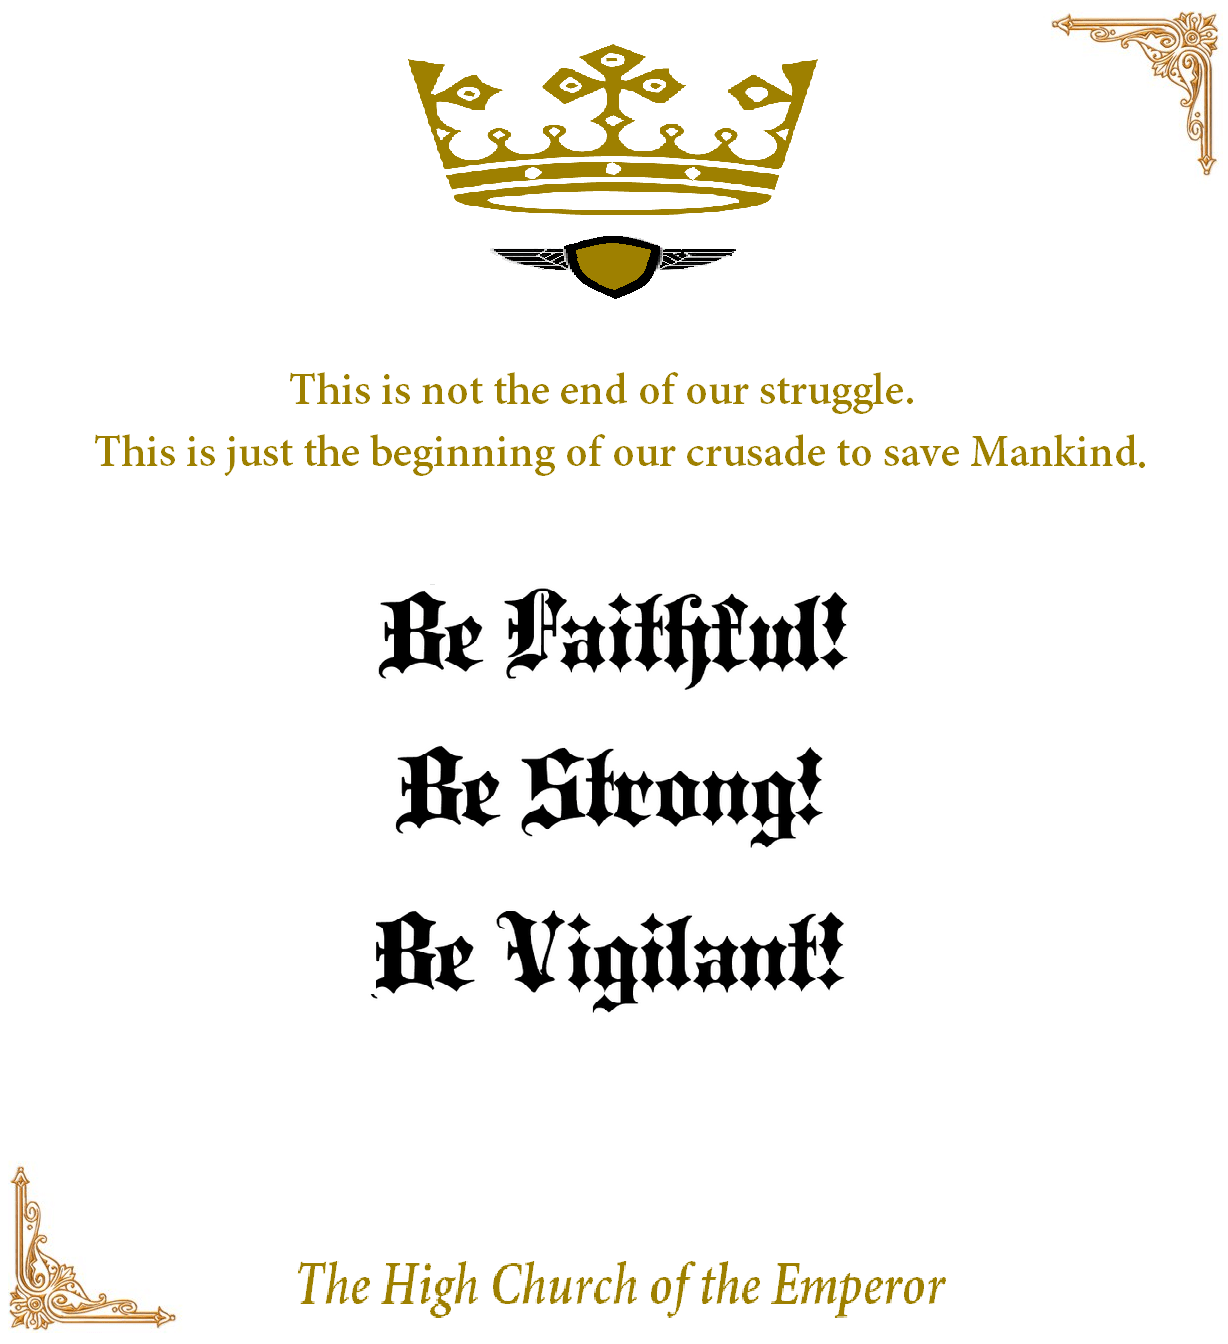 This is not the end of our struggle.
This is just the beginning of our crusade to save Mankind.
Be Faithful!
Be Strong!
Be Vigilant!
The High Church of the Emperor